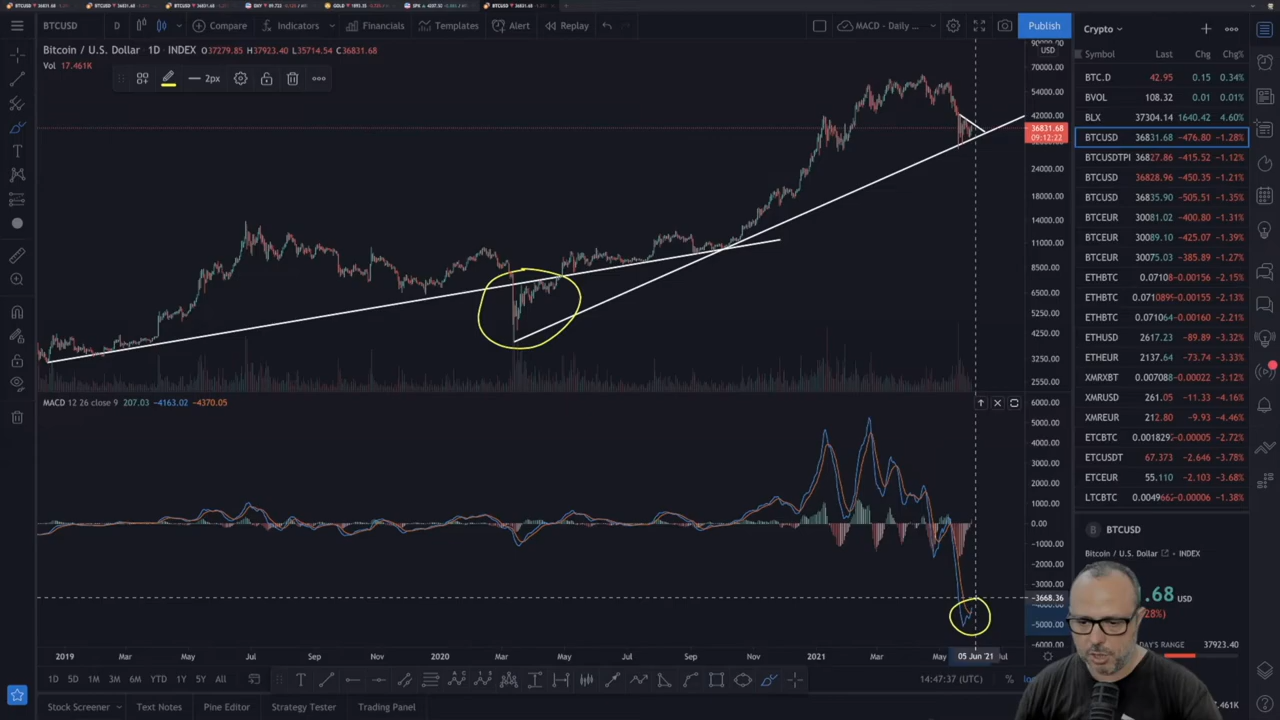 BTCUSD D Compare Indicators Financials Templates Alert Replay MACD - Daily ... Publish
Bitcoin / U.S. Dollar · 1D · INDEX O37279.85 H37923.40 L35714.54 C36831.68
Vol 17.461K
2px
USD
90000.00
70000.00
54000.00
42000.00
36831.68
09:12:22
24000.00
18000.00
14000.00
11000.00
8500.00
6500.00
5250.00
4250.00
3250.00
2550.00
MACD 12 26 close 9 207.03 −4163.02 −4370.05
6000.00
5000.00
4000.00
3000.00
2000.00
1000.00
0.00
−1000.00
−2000.00
−3000.00
−3668.36
−5000.00
−6000.00
2019 Mar May Jul Sep Nov 2020 Mar May Jul Sep 2021 Mar May 05 Jun '21 Jul
1D 5D 1M 3M 6M YTD 1Y 5Y All
14:47:37 (UTC) %
Stock Screener Text Notes Pine Editor Strategy Tester Trading Panel
Crypto
Symbol Last Chg Chg%
BTC.D 42.95 0.15 0.34%
BVOL 108.32 0.01 0.01%
BLX 37304.14 1640.42 4.60%
BTCUSD 36831.68 −476.80 −1.28%
BTCUSDTPI 36827.86 −415.52 −1.12%
BTCUSD 36828.96 −450.35 −1.21%
BTCUSD 36835.90 −505.51 −1.35%
BTCEUR 30081.02 −400.80 −1.31%
BTCEUR 30089.10 −425.07 −1.39%
BTCEUR 30075.03 −385.89 −1.27%
ETHBTC 0.07108 −0.00156 −2.15%
ETHBTC 0.071089 −0.00155 −2.14%
ETHBTC 0.071064 −0.00160 −2.21%
ETHUSD 2617.23 −89.89 −3.32%
ETHEUR 2137.64 −73.74 −3.33%
XMRXBT 0.007088 −0.00022 −3.12%
XMRUSD 261.05 −11.33 −4.16%
XMREUR 212.80 −9.93 −4.46%
ETCBTC 0.001829 −0.00005 −2.72%
ETCUSDT 67.373 −2.646 −3.78%
ETCEUR 55.110 −2.103 −3.68%
LTCBTC 0.004966 −0.00006 −1.38%
BTCUSD
Bitcoin / U.S. Dollar · INDEX
.68 USD
28%)
DAY'S RANGE 37923.40
17.461K